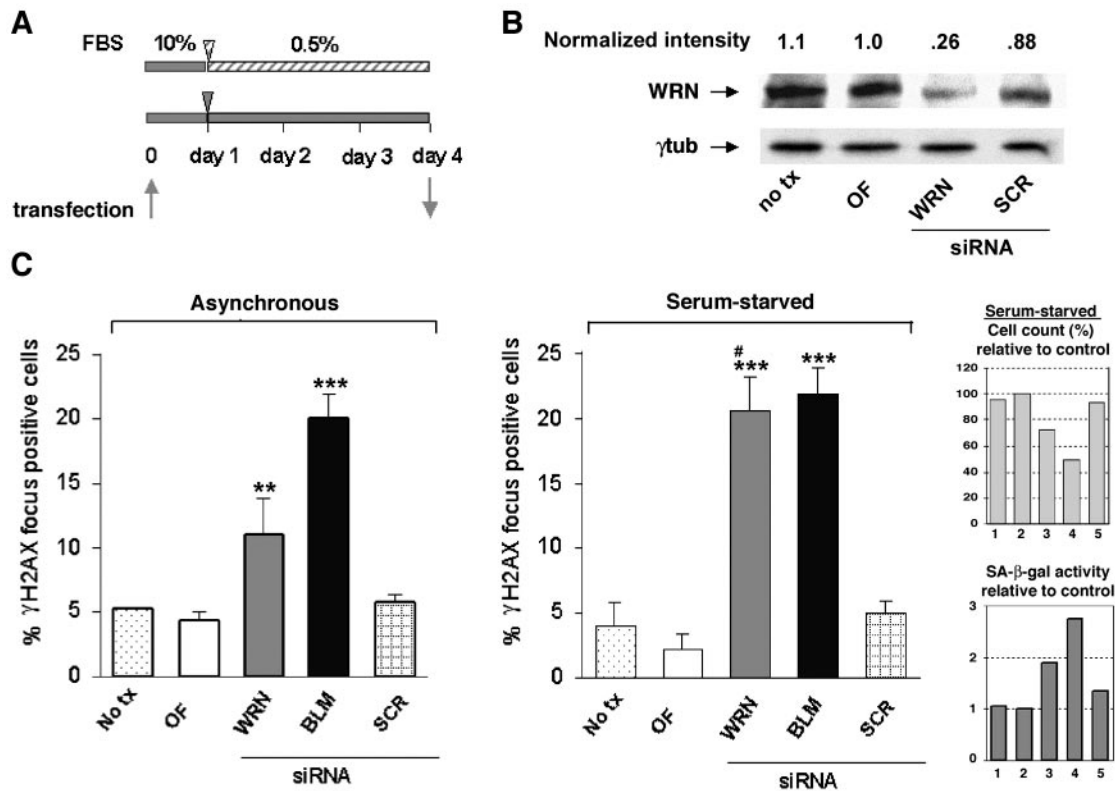 A
FBS 10% 0.5%
0 day 1 day 2 day 3 day 4
transfection
B
Normalized intensity 1.1 1.0 .26 .88
WRN
γtub
no tx OF WRN SCR
siRNA
C
Asynchronous
% γH2AX focus positive cells
25
20
15
10
5
0
**
***
No tx OF WRN BLM SCR
siRNA
Serum-starved
% γH2AX focus positive cells
25
20
15
10
5
0
#
***
***
No tx OF WRN BLM SCR
siRNA
Serum-starved
Cell count (%)
relative to control
120
100
80
60
40
20
0
1 2 3 4 5
SA-β-gal activity
relative to control
3
2
1
0
1 2 3 4 5